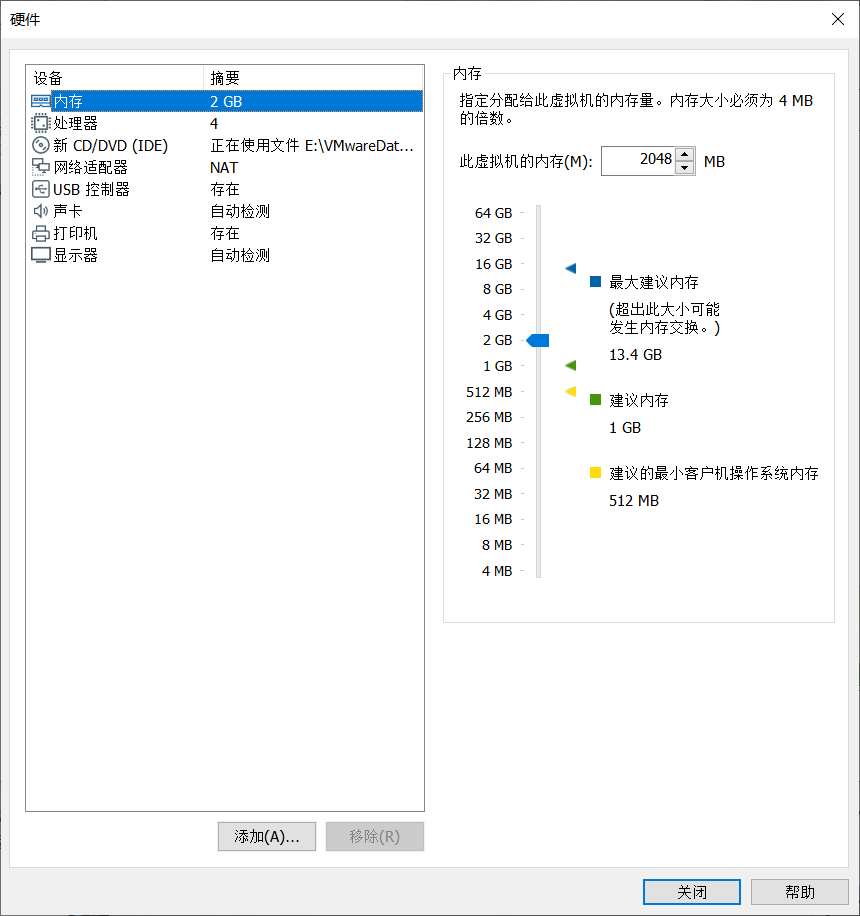 硬件
设备 摘要
内存 2 GB
处理器 4
新 CD/DVD (IDE) 正在使用文件 E:\VMwareDat...
网络适配器 NAT
USB 控制器 存在
声卡 自动检测
打印机 存在
显示器 自动检测
添加(A)... 移除(R)
内存
指定分配给此虚拟机的内存量。内存大小必须为 4 MB
的倍数。
此虚拟机的内存(M): 2048 MB
64 GB
32 GB
16 GB
8 GB
4 GB
2 GB
1 GB
512 MB
256 MB
128 MB
64 MB
32 MB
16 MB
8 MB
4 MB
最大建议内存
(超出此大小可能
发生内存交换。)
13.4 GB
建议内存
1 GB
建议的最小客户机操作系统内存
512 MB
关闭 帮助